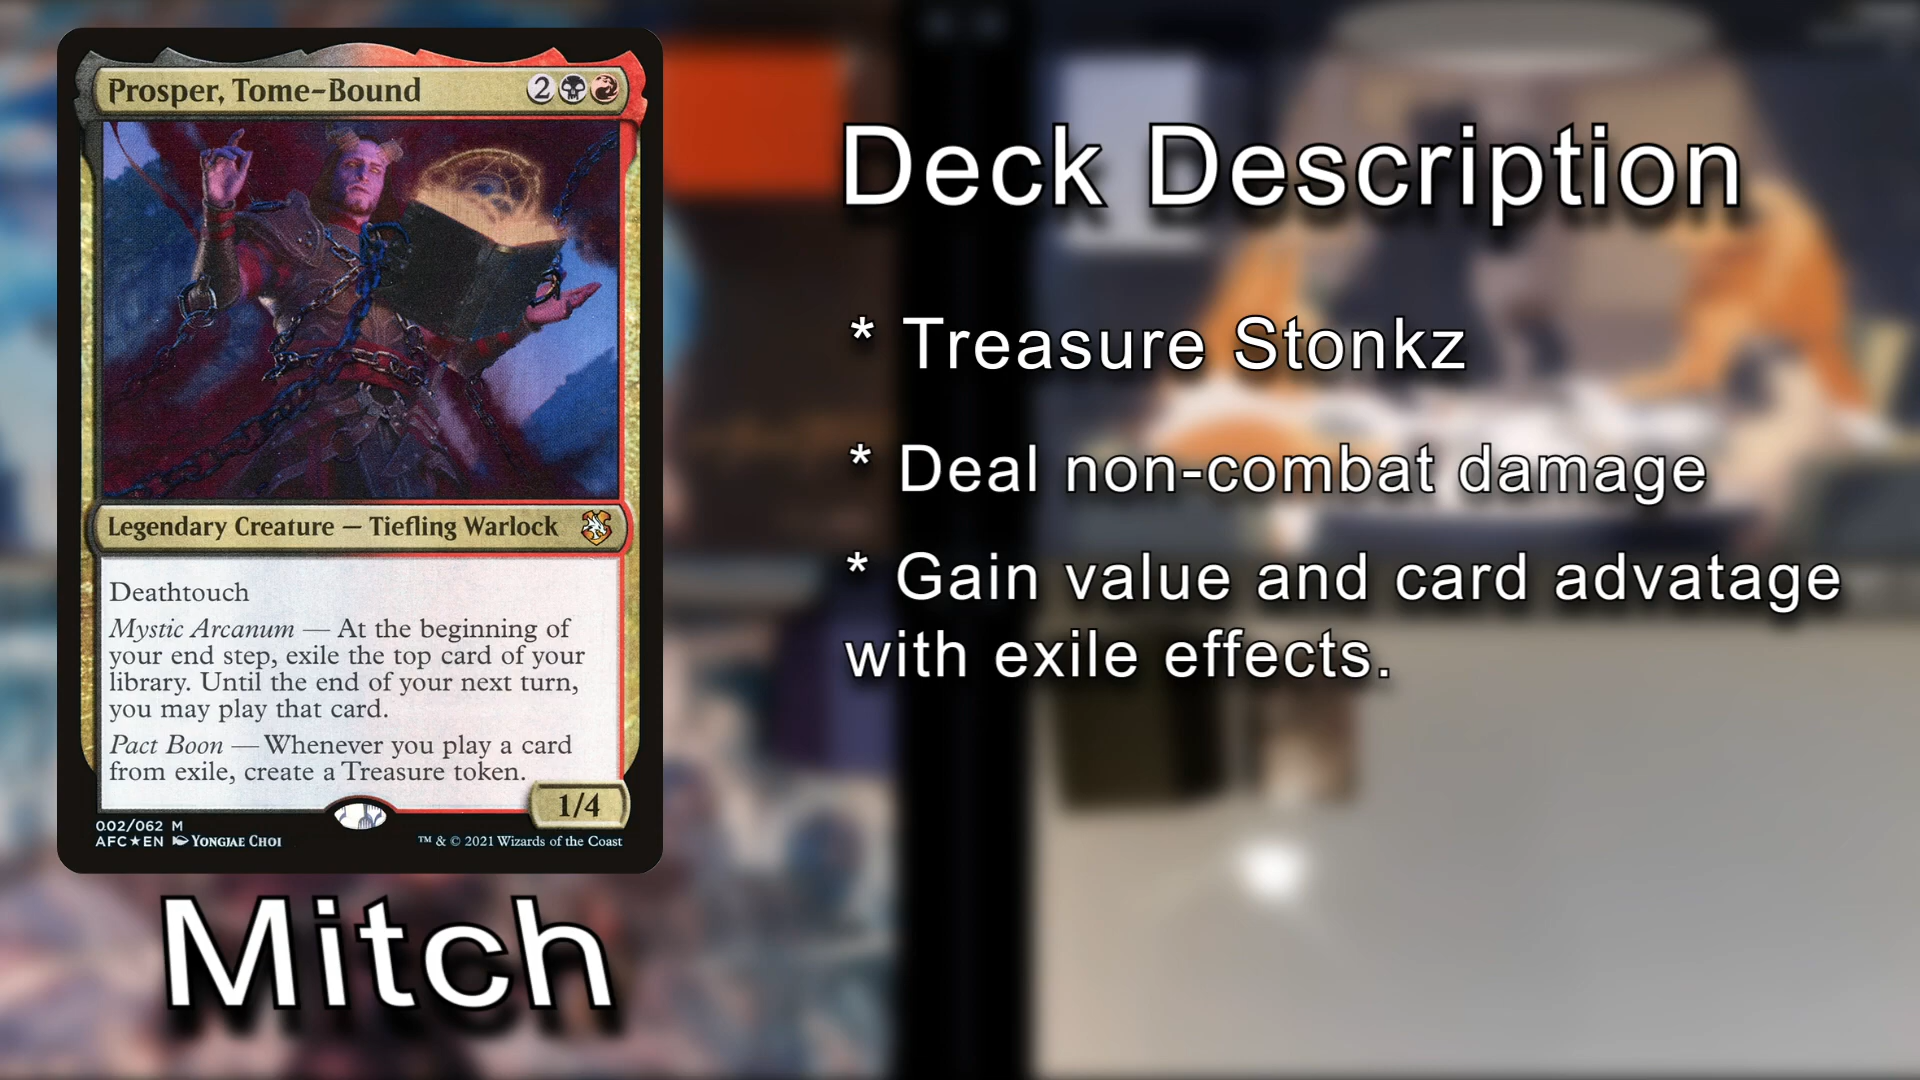 Prosper, Tome-Bound
2
Legendary Creature — Tiefling Warlock
Deathtouch
Mystic Arcanum — At the beginning of
your end step, exile the top card of your
library. Until the end of your next turn,
you may play that card.
Pact Boon — Whenever you play a card
from exile, create a Treasure token.
1/4
002/062 M
AFC★EN Yongjae Choi
™ & © 2021 Wizards of the Coast
Mitch
Deck Description
* Treasure Stonkz
* Deal non-combat damage
* Gain value and card advatage
with exile effects.